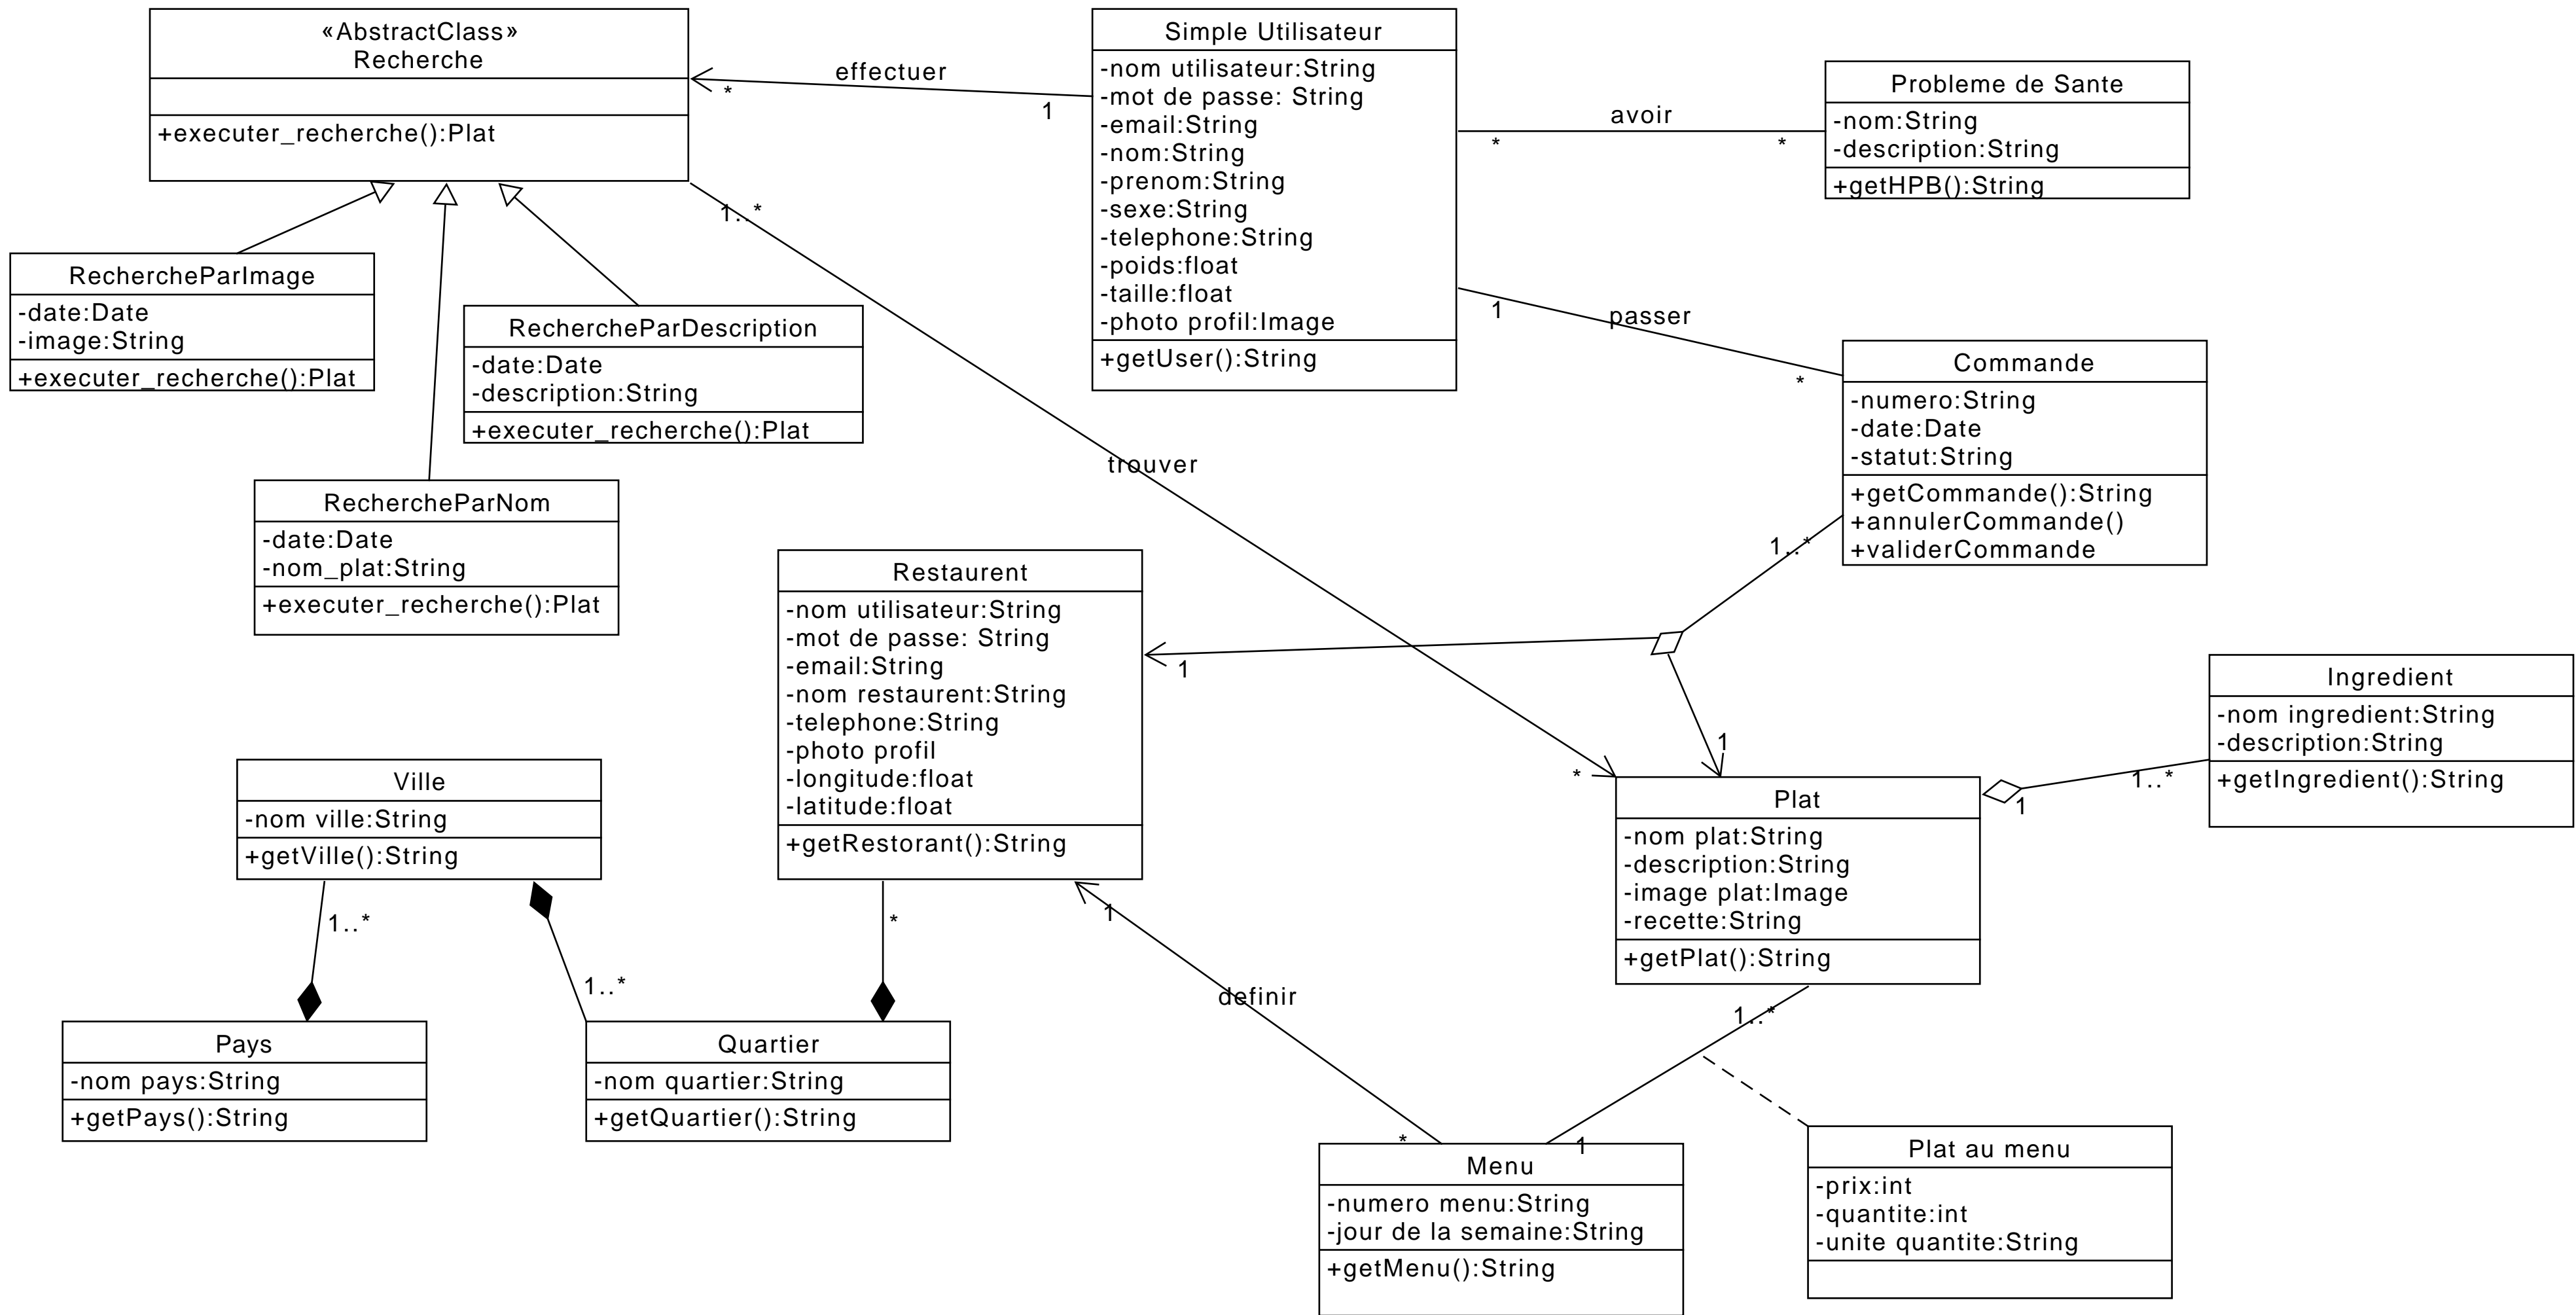 «AbstractClass»
Recherche
+executer_recherche():Plat
effectuer
*
1
Simple Utilisateur
-nom utilisateur:String
-mot de passe: String
-email:String
-nom:String
-prenom:String
-sexe:String
-telephone:String
-poids:float
-taille:float
-photo profil:Image
+getUser():String
avoir
*
*
Probleme de Sante
-nom:String
-description:String
+getHPB():String
1
passer
*
Commande
-numero:String
-date:Date
-statut:String
+getCommande():String
+annulerCommande()
+validerCommande
RechercheParImage
-date:Date
-image:String
+executer_recherche():Plat
RechercheParDescription
-date:Date
-description:String
+executer_recherche():Plat
RechercheParNom
-date:Date
-nom_plat:String
+executer_recherche():Plat
1..*
trouver
*
1..*
1
1
Restaurent
-nom utilisateur:String
-mot de passe: String
-email:String
-nom restaurent:String
-telephone:String
-photo profil
-longitude:float
-latitude:float
+getRestorant():String
Ingredient
-nom ingredient:String
-description:String
+getIngredient():String
1..*
1
Plat
-nom plat:String
-description:String
-image plat:Image
-recette:String
+getPlat():String
Ville
-nom ville:String
+getVille():String
1..*
1..*
*
Pays
-nom pays:String
+getPays():String
Quartier
-nom quartier:String
+getQuartier():String
1
definir
*
1..*
1
Menu
-numero menu:String
-jour de la semaine:String
+getMenu():String
Plat au menu
-prix:int
-quantite:int
-unite quantite:String